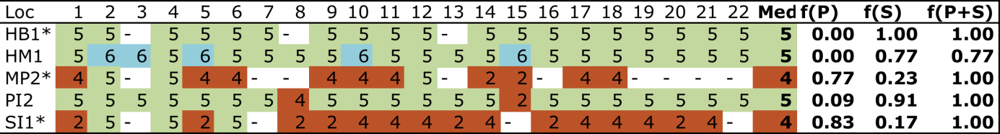 Loc 1 2 3 4 5 6 7 8 9 10 11 12 13 14 15 16 17 18 19 20 21 22 Med f(P) f(S) f(P+S)
HB1* 5 5 - 5 5 5 5 - 5 5 5 5 - 5 5 5 5 5 5 5 5 5 5 0.00 1.00 1.00
HM1 5 6 6 5 6 5 5 5 5 6 5 5 5 5 6 5 5 5 5 5 5 5 5 0.00 0.77 0.77
MP2* 4 5 - 5 4 4 - - 4 4 4 5 - 2 2 - 4 4 - - - - 4 0.77 0.23 1.00
PI2 5 5 5 5 5 5 5 4 5 5 5 5 5 5 2 5 5 5 5 5 5 5 5 0.09 0.91 1.00
SI1* 2 5 - 5 2 5 - 2 2 4 4 4 2 4 - 2 4 4 4 2 4 - 4 0.83 0.17 1.00